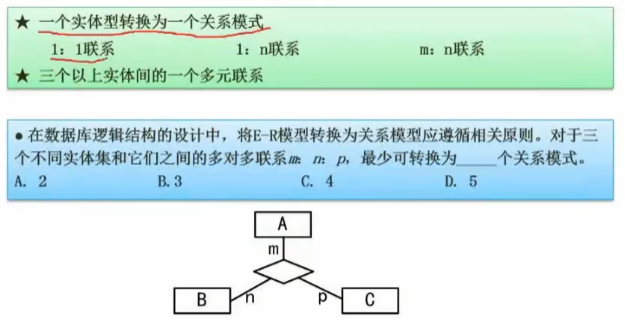 ★ 一个实体型转换为一个关系模式
1：1联系 1：n联系 m：n联系
★ 三个以上实体间的一个多元联系
● 在数据库逻辑结构的设计中，将E-R模型转换为关系模型应遵循相关原则。对于三
个不同实体集和它们之间的多对多联系m：n：p，最少可转换为_____个关系模式。
A. 2 B.3 C. 4 D. 5
A
m
B n p C